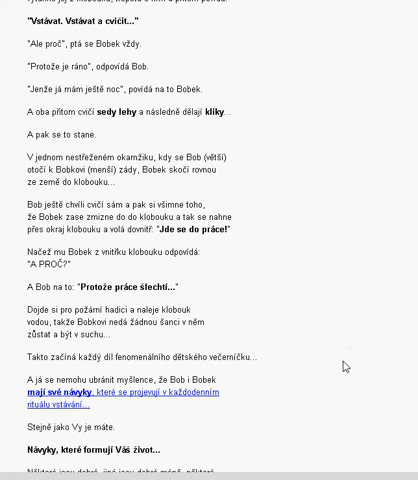 "Vstávat. Vstávat a cvičit..."
"Ale proč", ptá se Bobek vždy.
"Protože je ráno", odpovídá Bob.
"Jenže já mám ještě noc", povídá na to Bobek.
A oba přitom cvičí sedy lehy a následně dělají kliky...
A pak se to stane.
V jednom nestřeženém okamžiku, kdy se Bob (větší)
otočí k Bobkovi (menší) zády, Bobek skočí rovnou
ze země do klobouku...
Bob ještě chvíli cvičí sám a pak si všimne toho,
že Bobek zase zmizne do do klobouku a tak se nahne
přes okraj klobouku a volá dovnitř: "Jde se do práce!"
Načež mu Bobek z vnitřku klobouku odpovídá:
"A PROČ?"
A Bob na to: "Protože práce šlechtí..."
Dojde si pro požární hadici a naleje klobouk
vodou, takže Bobkovi nedá žádnou šanci v něm
zůstat a být v suchu...
Takto začíná každý díl fenomenálního dětského večerníčku...
A já se nemohu ubránit myšlence, že Bob i Bobek
mají své návyky, které se projevují v každodenním
rituálu vstávání...
Stejně jako Vy je máte.
Návyky, které formují Váš život...